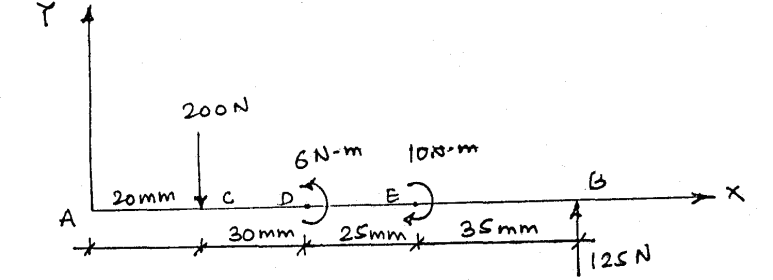 Y
200N
6N-m 10N-m
20mm C D E B X
A
30mm 25mm 35mm
125N